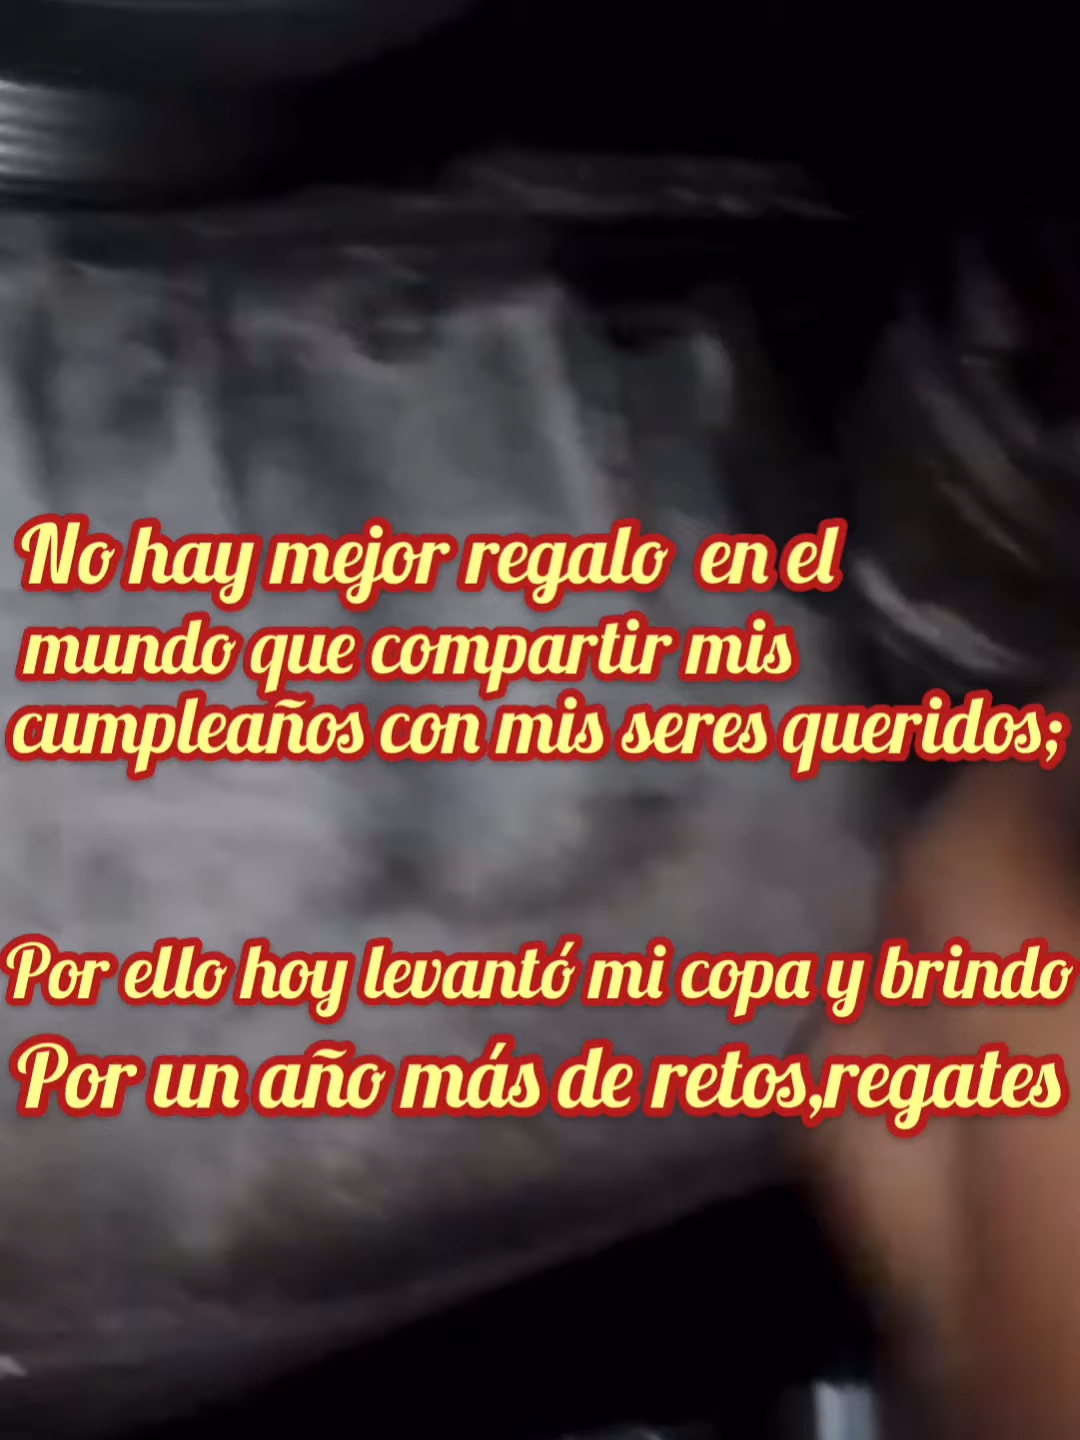 No hay mejor regalo en el
mundo que compartir mis
cumpleaños con mis seres queridos;
Por ello hoy levantó mi copa y brindo
Por un año más de retos,regates